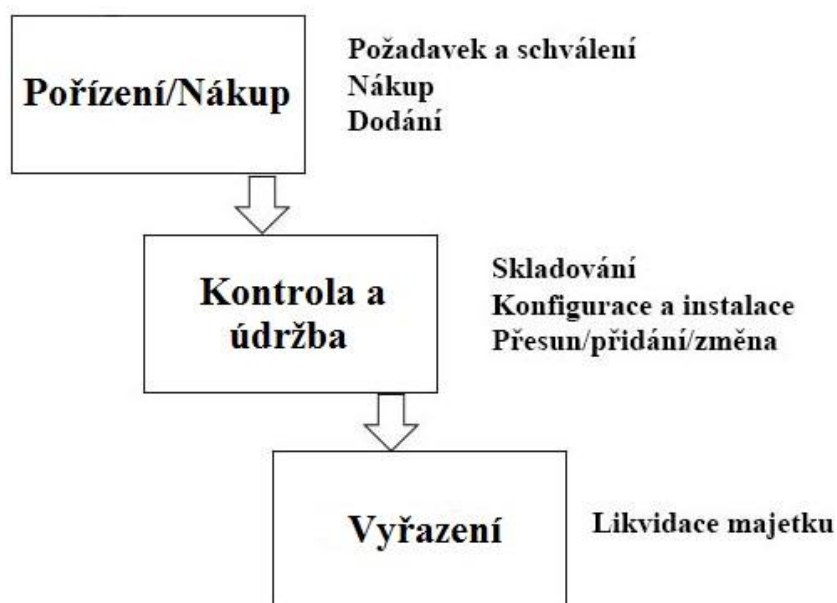 Pořízení/Nákup
Požadavek a schválení
Nákup
Dodání
Kontrola a
údržba
Skladování
Konfigurace a instalace
Přesun/přidání/změna
Vyřazení
Likvidace majetku